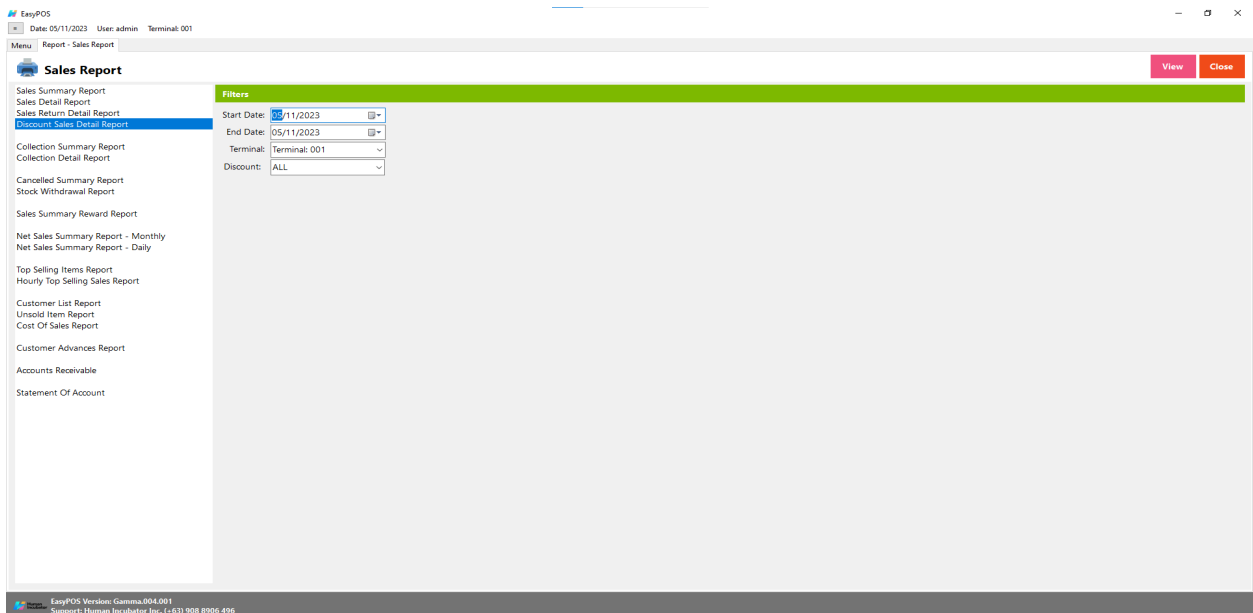 EasyPOS
Date: 05/11/2023 User: admin Terminal: 001
Menu Report - Sales Report
Sales Report
View Close
Sales Summary Report
Sales Detail Report
Sales Return Detail Report
Discount Sales Detail Report
Collection Summary Report
Collection Detail Report
Cancelled Summary Report
Stock Withdrawal Report
Sales Summary Reward Report
Net Sales Summary Report - Monthly
Net Sales Summary Report - Daily
Top Selling Items Report
Hourly Top Selling Sales Report
Customer List Report
Unsold Item Report
Cost Of Sales Report
Customer Advances Report
Accounts Receivable
Statement Of Account
Filters
Start Date: 05/11/2023
End Date: 05/11/2023
Terminal: Terminal: 001
Discount: ALL
Human Incubator
EasyPOS Version: Gamma.004.001
Support: Human Incubator Inc. (+63) 908 8906 496